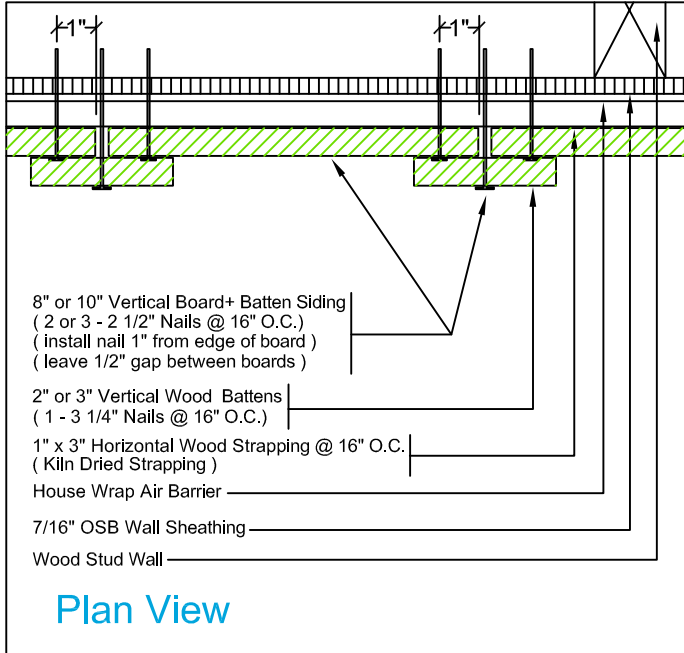 1" 1"
8" or 10" Vertical Board+ Batten Siding
( 2 or 3 - 2 1/2" Nails @ 16" O.C.)
( install nail 1" from edge of board )
( leave 1/2" gap between boards )
2" or 3" Vertical Wood Battens
( 1 - 3 1/4" Nails @ 16" O.C.)
1" x 3" Horizontal Wood Strapping @ 16" O.C.
( Kiln Dried Strapping )
House Wrap Air Barrier
7/16" OSB Wall Sheathing
Wood Stud Wall
Plan View